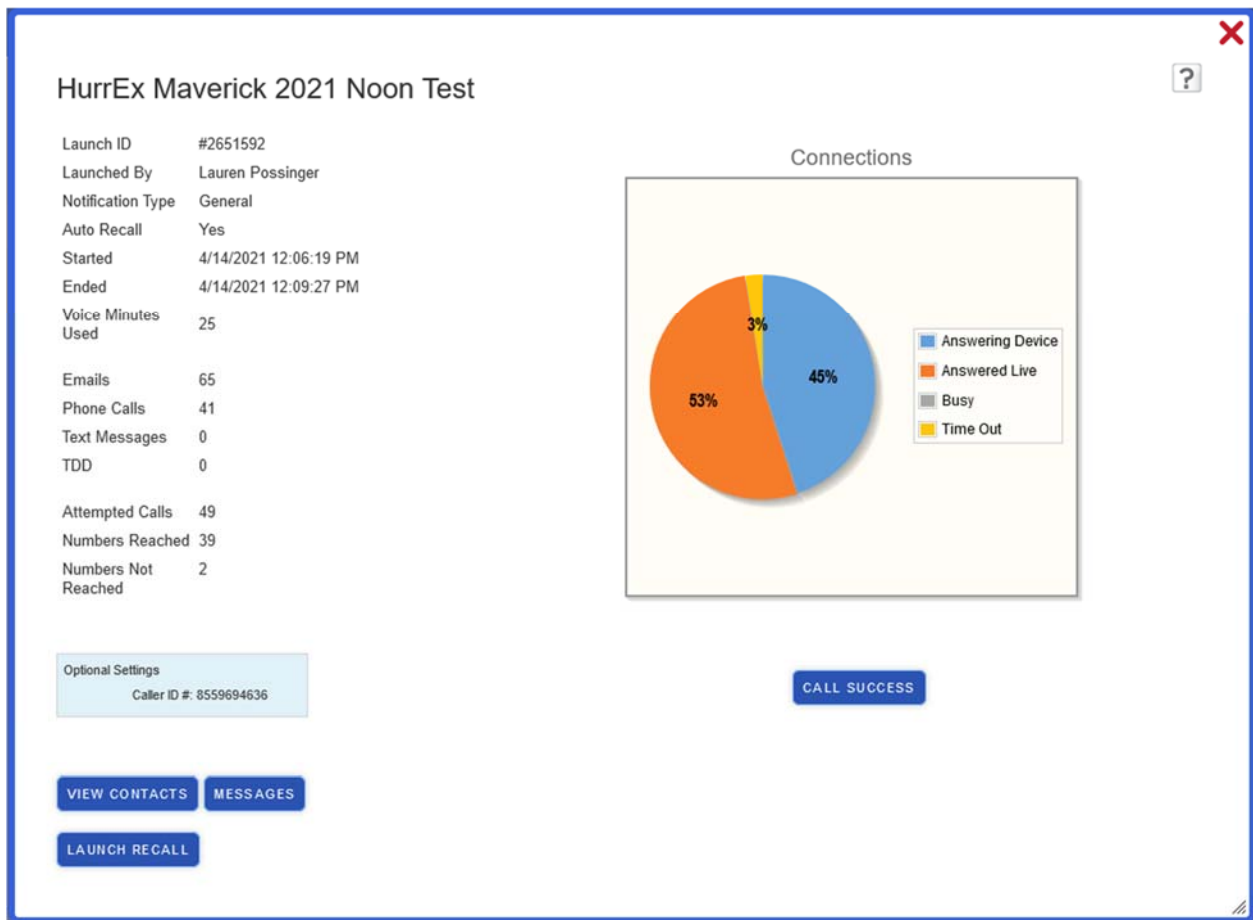 HurrEx Maverick 2021 Noon Test
?
Launch ID #2651592
Launched By Lauren Possinger
Notification Type General
Auto Recall Yes
Started 4/14/2021 12:06:19 PM
Ended 4/14/2021 12:09:27 PM
Voice Minutes
Used 25
Emails 65
Phone Calls 41
Text Messages 0
TDD 0
Attempted Calls 49
Numbers Reached 39
Numbers Not
Reached 2
Optional Settings
Caller ID #: 8559694636
VIEW CONTACTS MESSAGES
LAUNCH RECALL
Connections
3%
45%
53%
Answering Device
Answered Live
Busy
Time Out
CALL SUCCESS